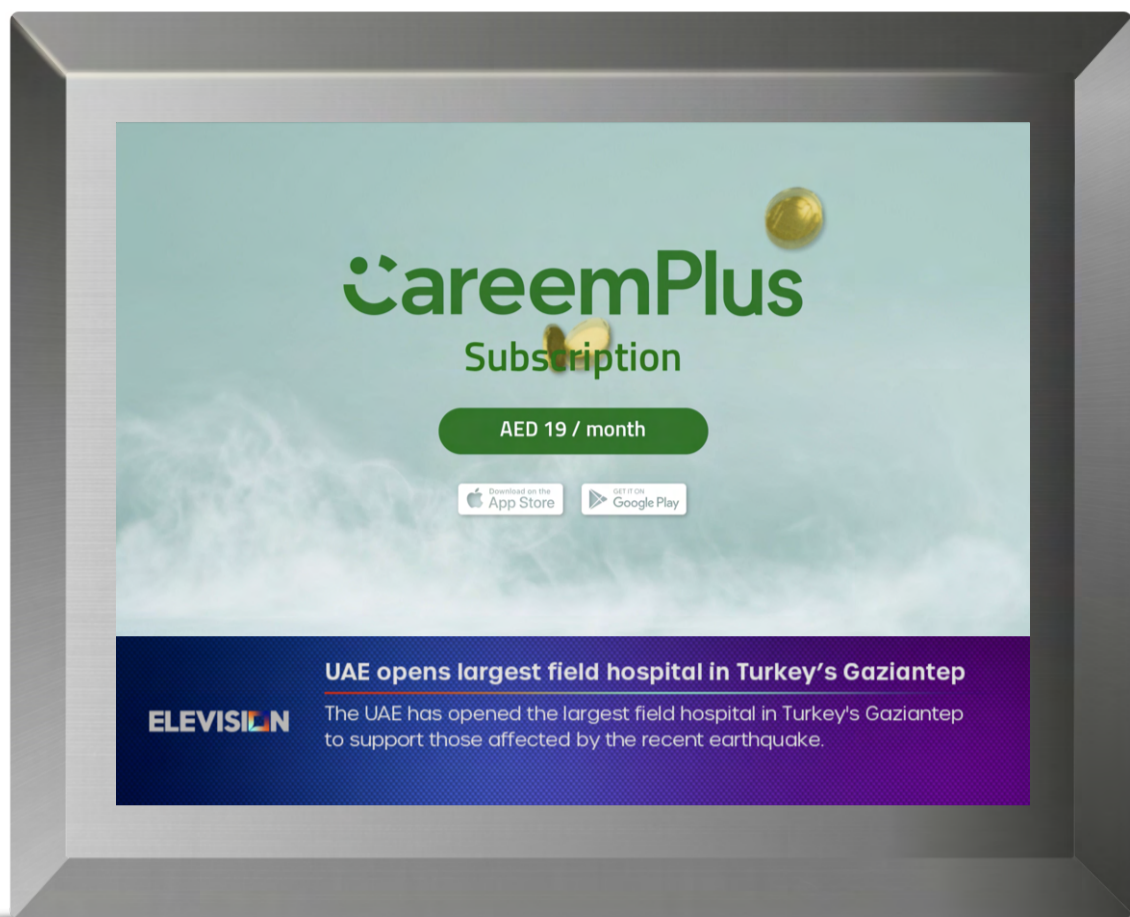 CareemPlus
Subscription
AED 19 / month
Download on the
App Store
GET IT ON
Google Play
UAE opens largest field hospital in Turkey’s Gaziantep
ELEVISION
The UAE has opened the largest field hospital in Turkey's Gaziantep
to support those affected by the recent earthquake.